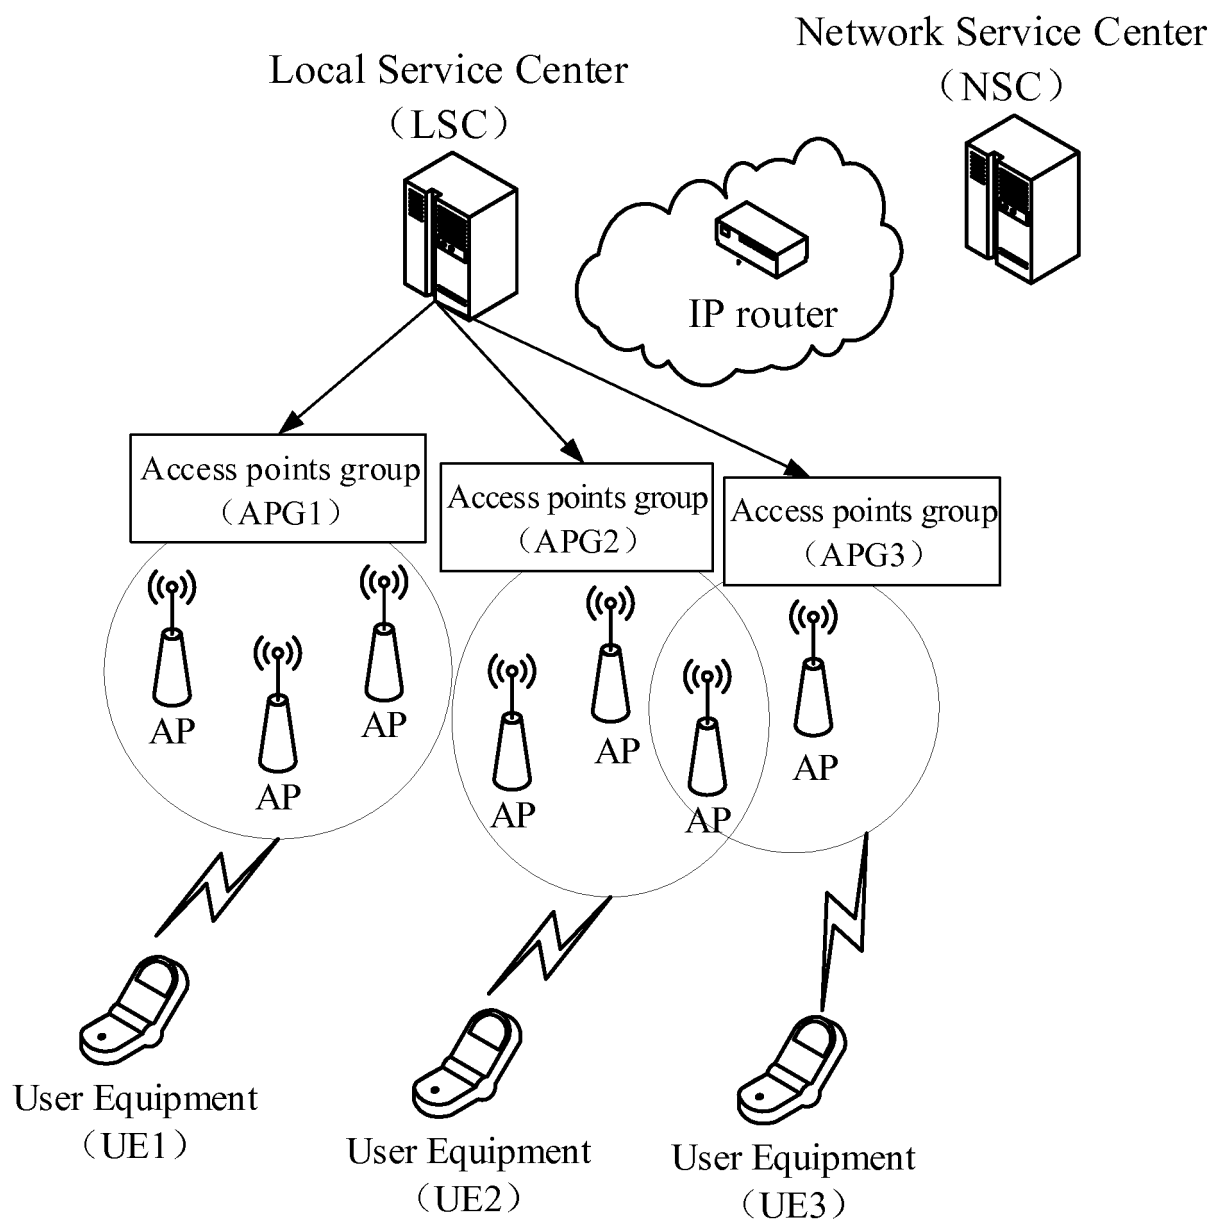 Network Service Center
（NSC）
Local Service Center
（LSC）
IP router
Access points group
（APG1）
Access points group
（APG2）
Access points group
（APG3）
AP
AP
AP
AP
AP
AP
AP
User Equipment
（UE1）
User Equipment
（UE2）
User Equipment
（UE3）